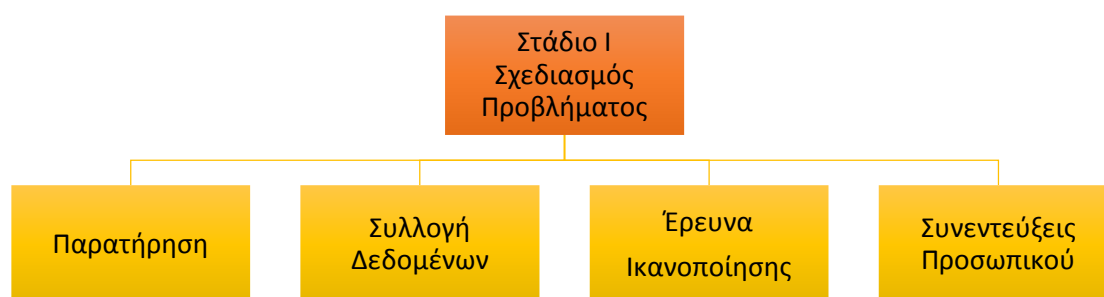 Στάδιο Ι
Σχεδιασμός
Προβλήματος
Παρατήρηση
Συλλογή
Δεδομένων
Έρευνα
Ικανοποίησης
Συνεντεύξεις
Προσωπικού